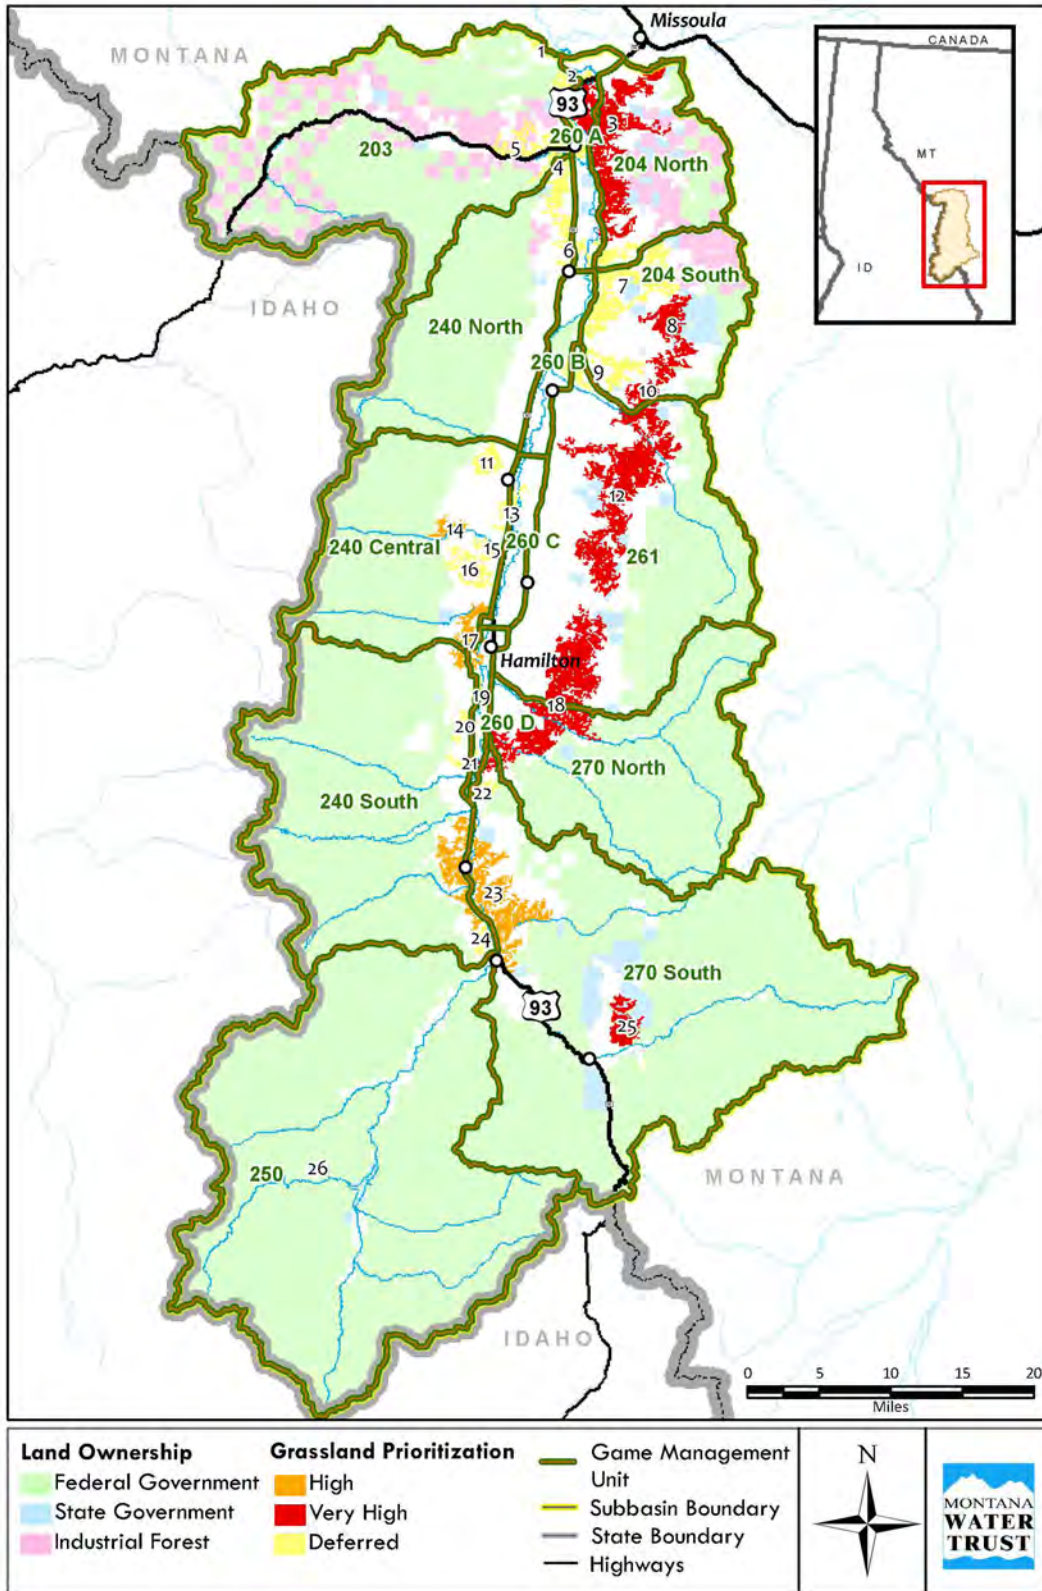 Missoula
MONTANA
CANADA
MT
ID
1
2
93
3
260 A
203
5
4
204 North
6
204 South
7
IDAHO
240 North
8
260 B
9
10
11
12
13
14
240 Central
15
260 C
16
261
17
Hamilton
19
18
20
260 D
21
270 North
22
240 South
23
24
270 South
93
25
250
26
MONTANA
IDAHO
0 5 10 15 20
Miles
Land Ownership
Federal Government
State Government
Industrial Forest
Grassland Prioritization
High
Very High
Deferred
Game Management
Unit
Subbasin Boundary
State Boundary
Highways
N
MONTANA
WATER
TRUST